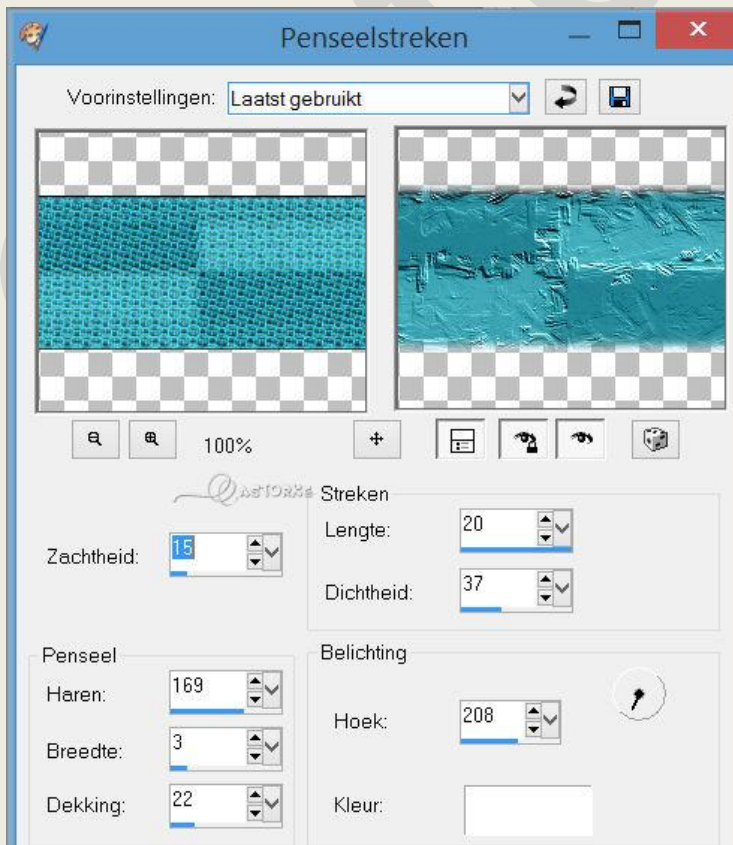 Penseelstreken
Voorinstellingen: Laatst gebruikt
100%
Streken
Lengte: 20
Zachtheid: 15
Dichtheid: 37
Penseel
Belichting
Haren: 169
Hoek: 208
Breedte: 3
Dekking: 22
Kleur: